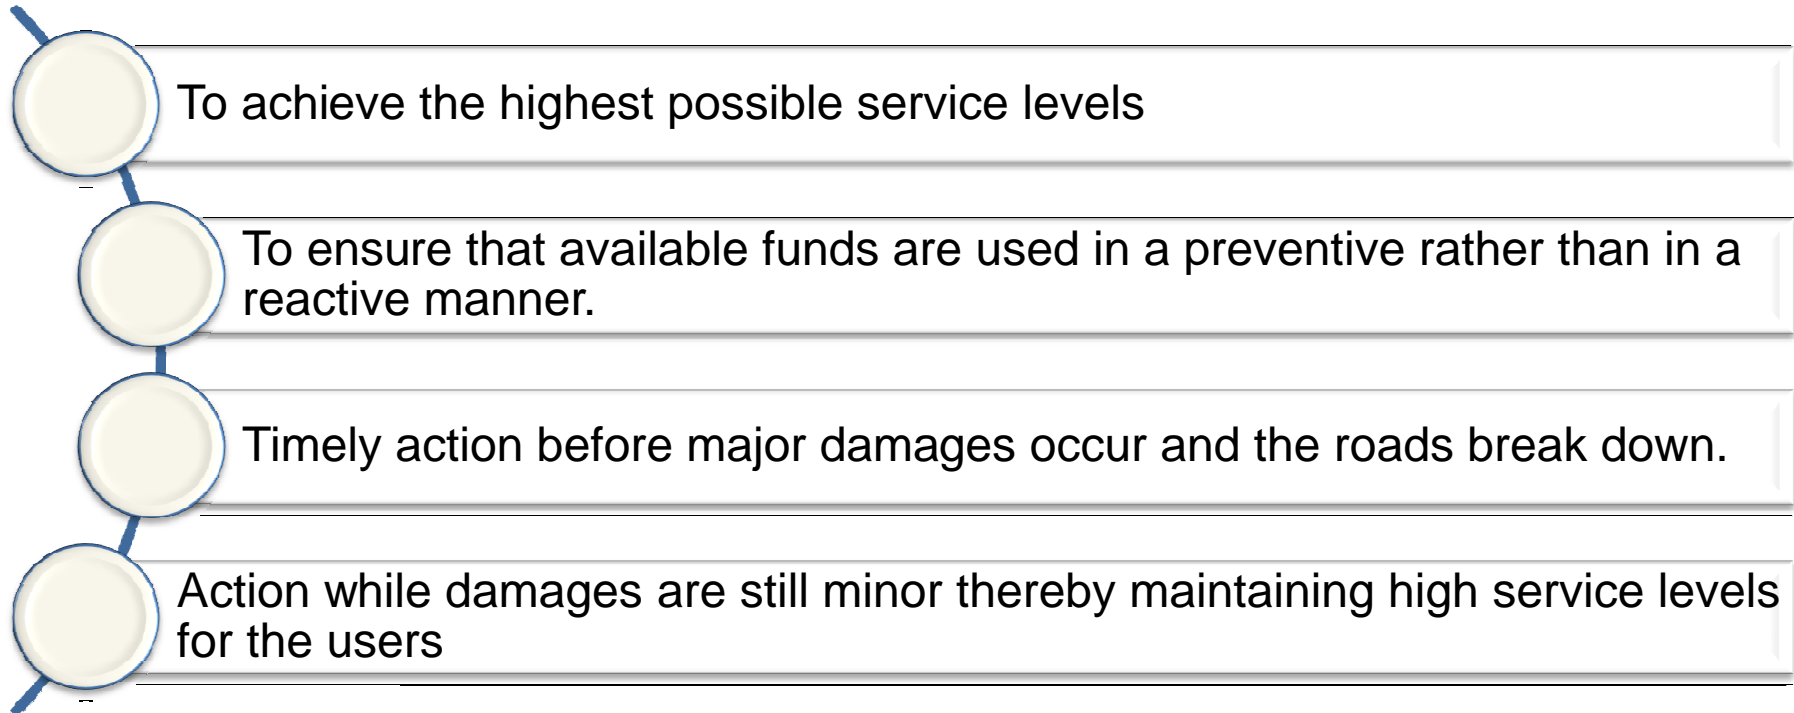 To achieve the highest possible service levels
To ensure that available funds are used in a preventive rather than in a
reactive manner.
Timely action before major damages occur and the roads break down.
Action while damages are still minor thereby maintaining high service levels
for the users